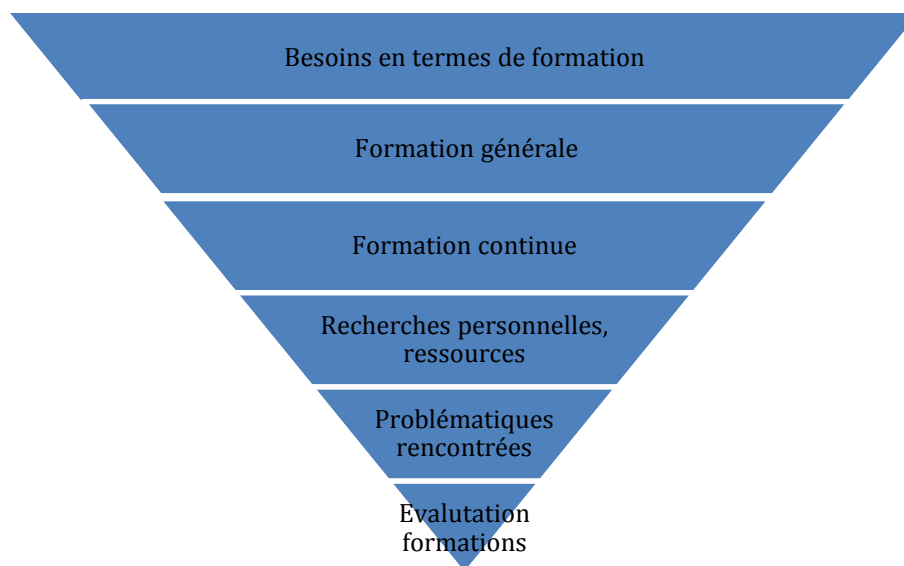 Besoins en termes de formation
Formation générale
Formation continue
Recherches personnelles,
ressources
Problématiques
rencontrées
Evalutation
formations